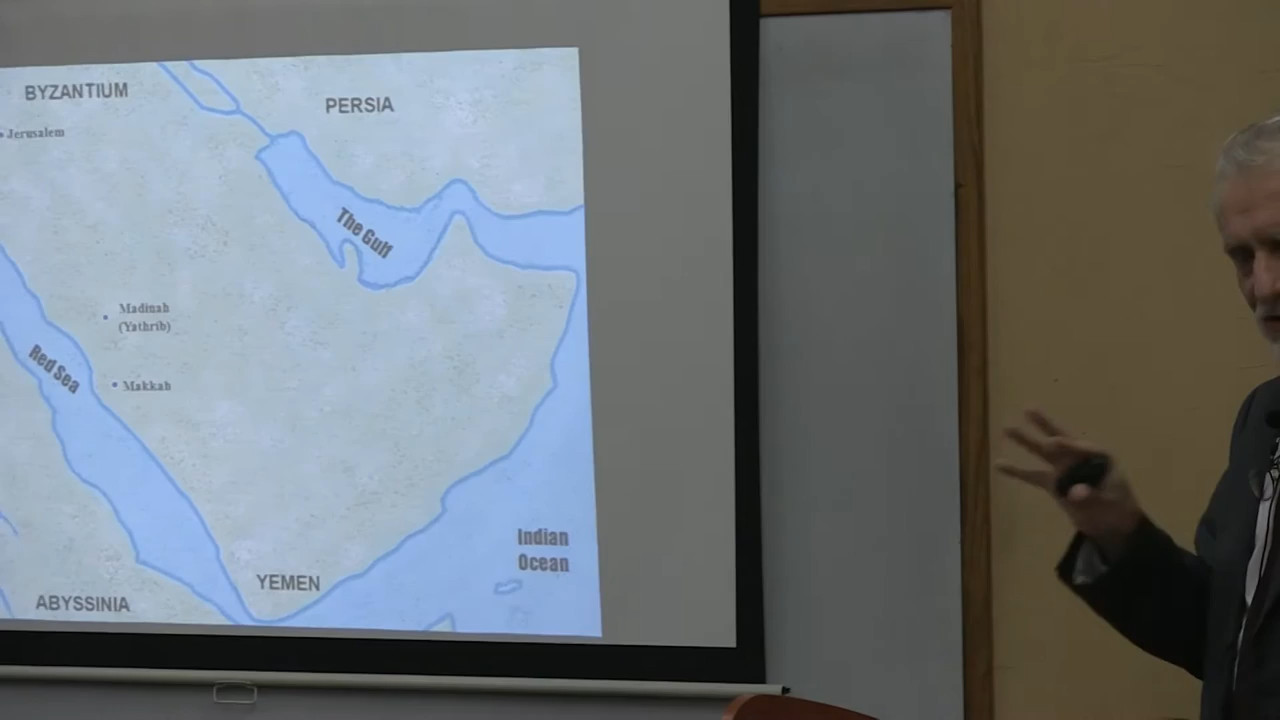 BYZANTIUM
PERSIA
Jerusalem
The Gulf
Madinah
(Yathrib)
Red Sea
Makkah
Indian
Ocean
YEMEN
ABYSSINIA